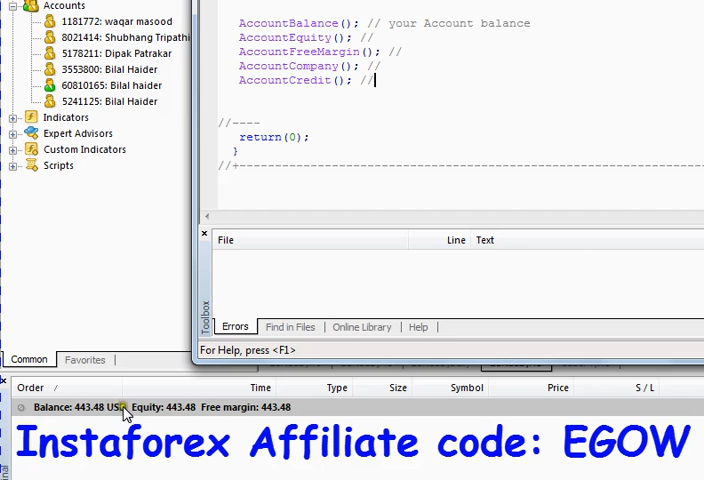 Accounts
1181772: waqar masood
8021414: Shubhang Tripathi
5178211: Dipak Patrakar
3553800: Bilal Haider
60810165: Bilal haider
5241125: Bilal Haider
Indicators
Expert Advisors
Custom Indicators
Scripts
Common
Favorites
AccountBalance(); // your Account balance
AccountEquity(); //
AccountFreeMargin(); //
AccountCompany(); //
AccountCredit(); //
//----
return(0);
}
//+------------------------------------------------------------
File Line Text
Toolbox
Errors Find in Files Online Library Help
For Help, press <F1>
Order / Time Type Size Symbol Price S / L
Balance: 443.48 USD Equity: 443.48 Free margin: 443.48
Instaforex Affiliate code: EGOW